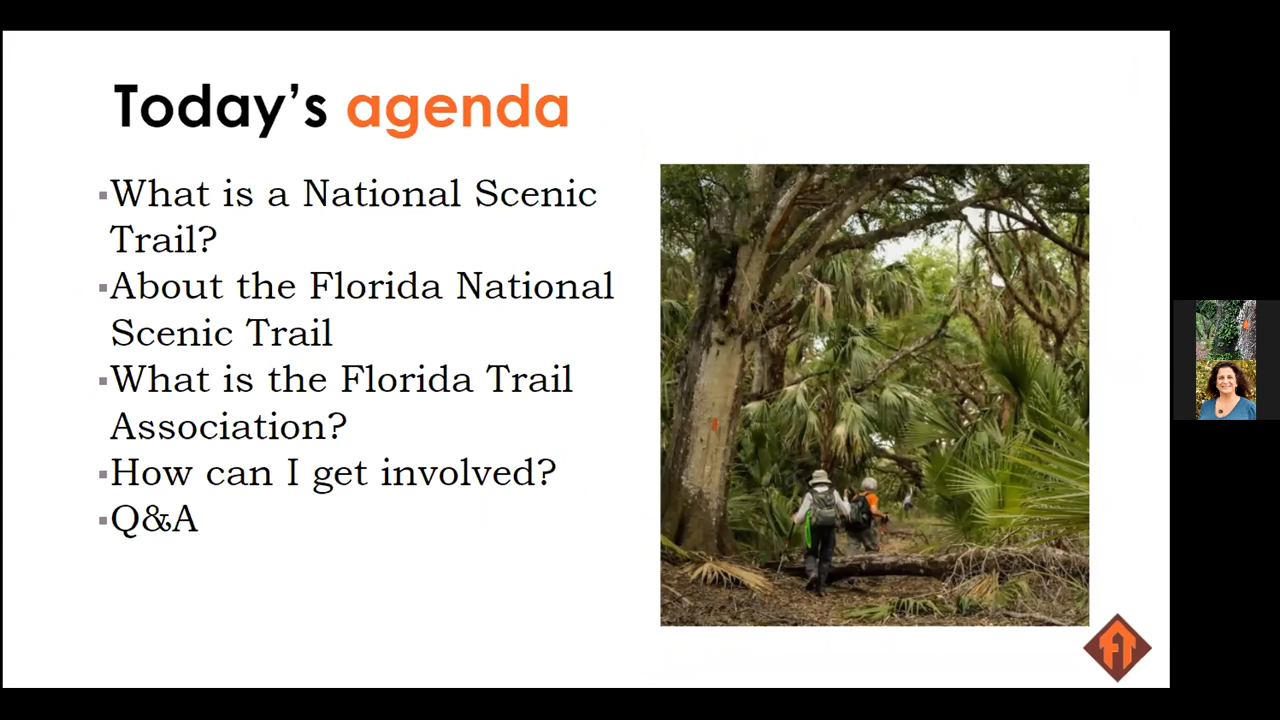 Today's agenda
▪What is a National Scenic
Trail?
▪About the Florida National
Scenic Trail
▪What is the Florida Trail
Association?
▪How can I get involved?
▪Q&A
FT